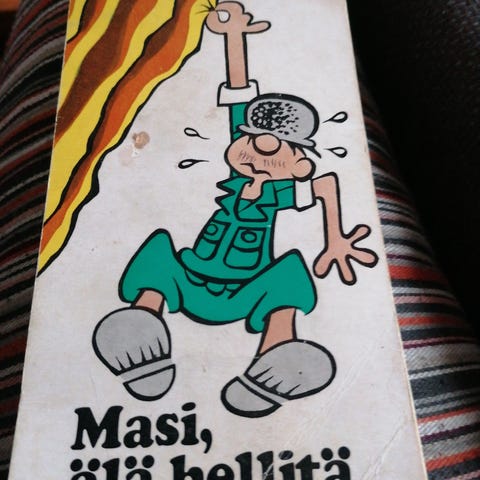 Masi,
älä hellitä